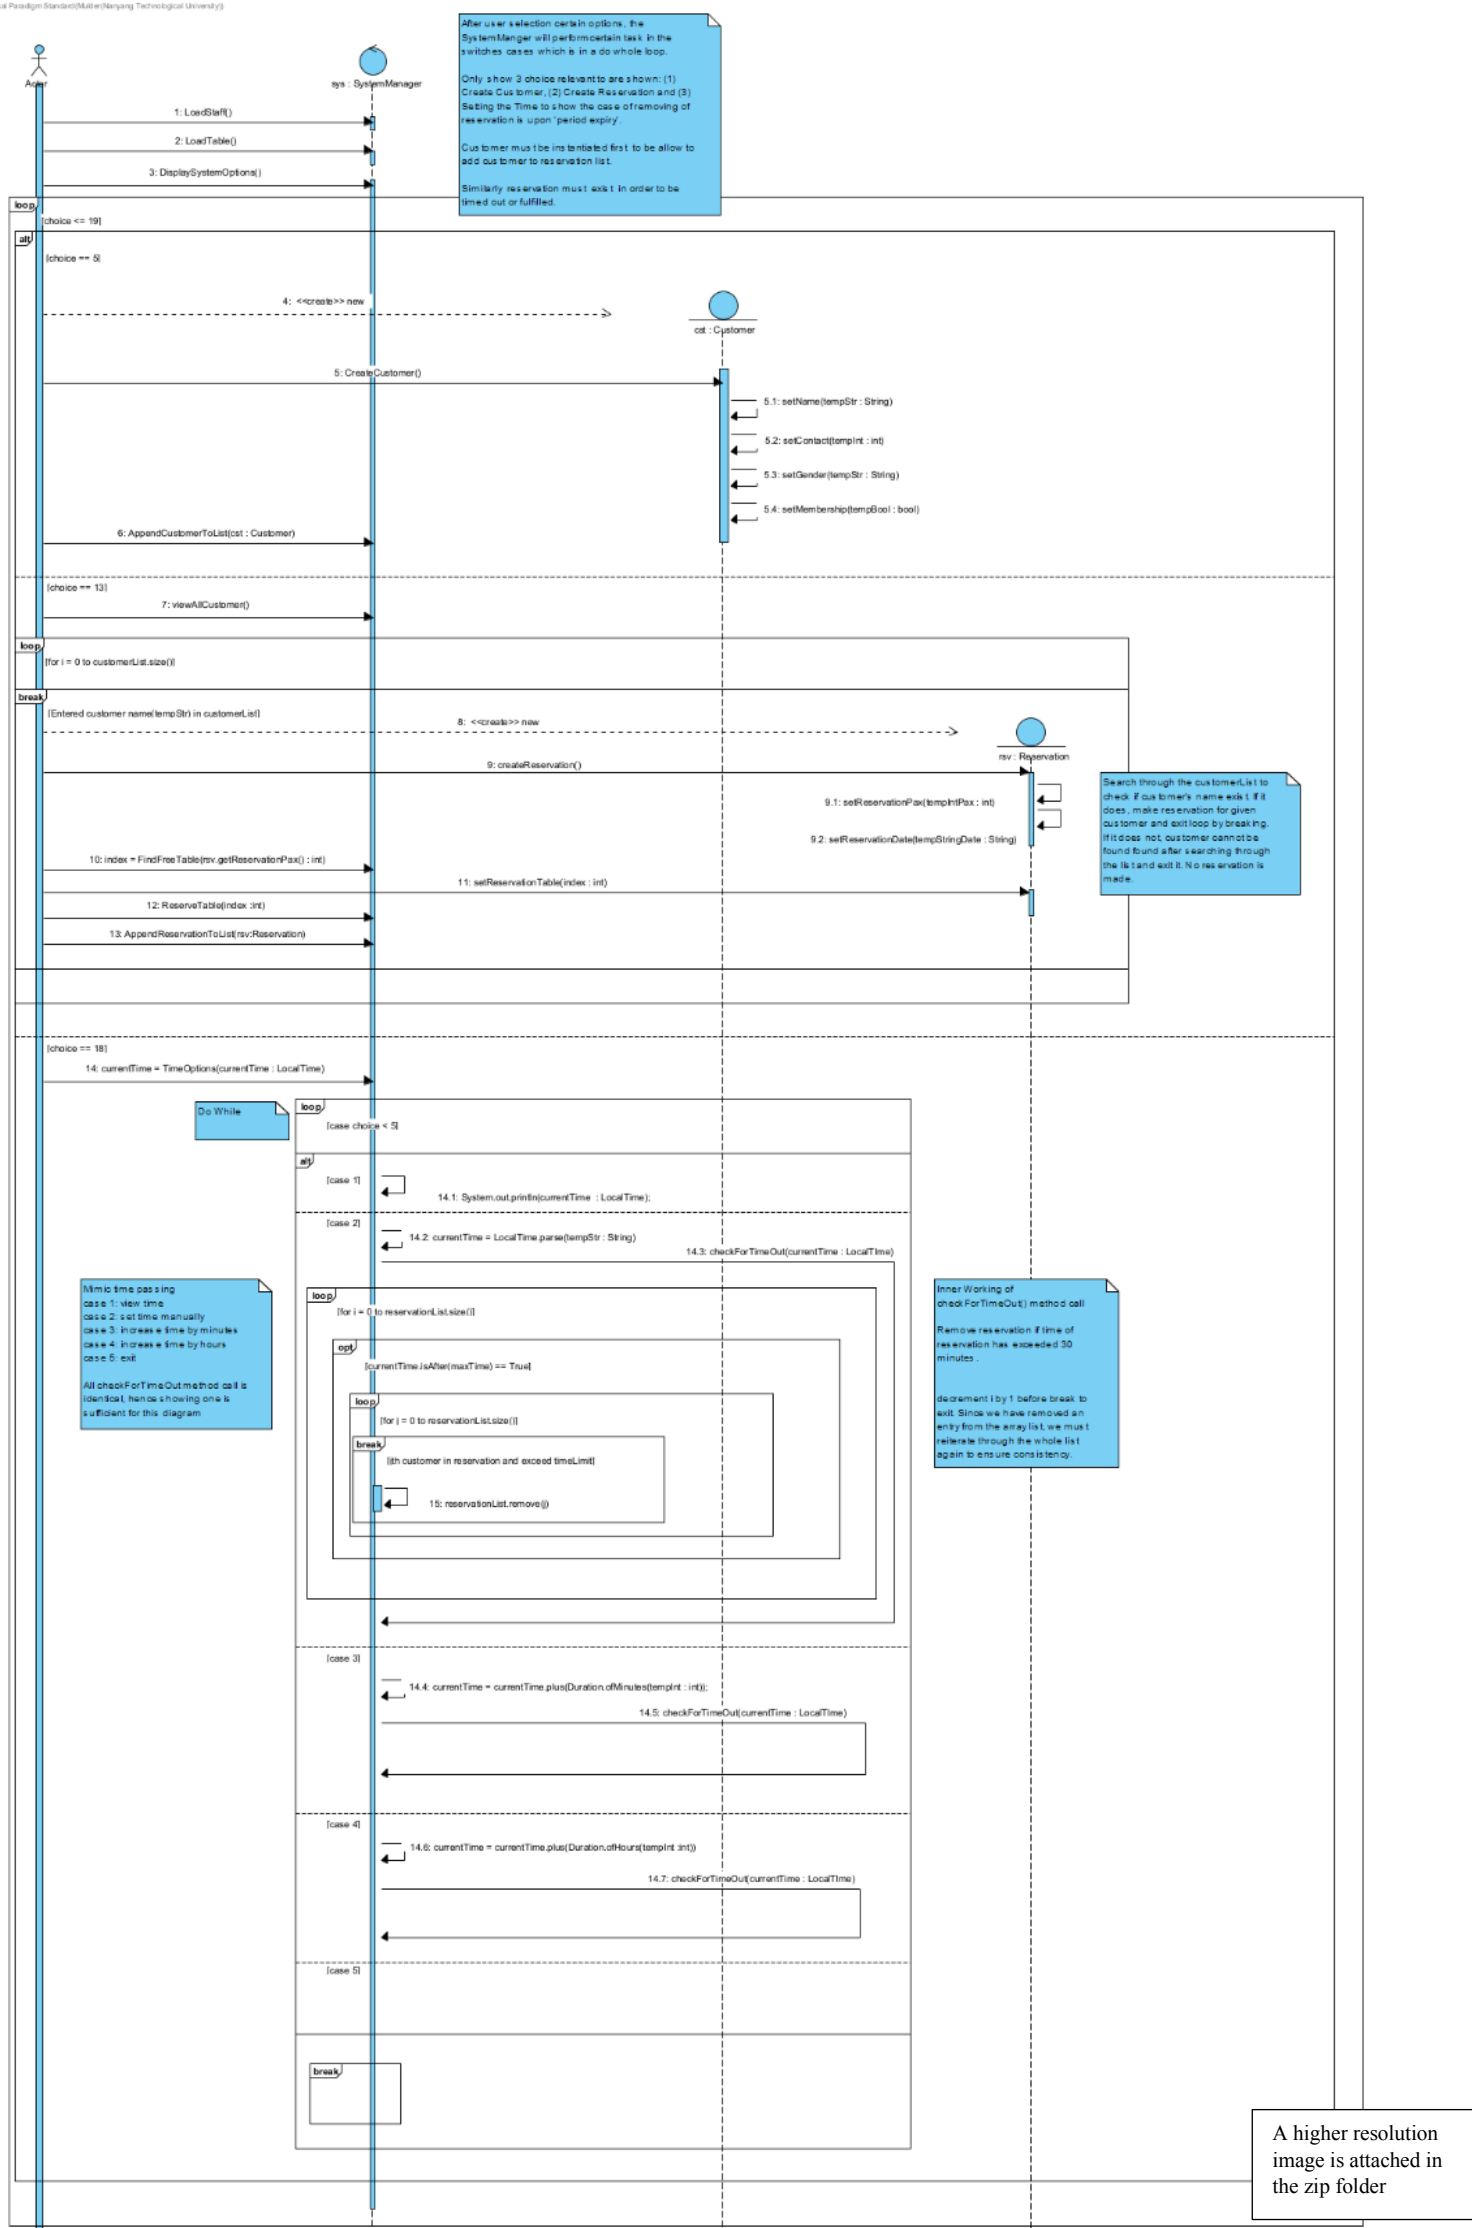 al Paradigm Standard(Mukter(Nanyang Technological University))
After user selection certain options, the
SystemManger will perform certain task in the
switches cases which is in a do whole loop.
Only show 3 choice relevant to are shown: (1)
Create Customer, (2) Create Reservation and (3)
Setting the Time to show the case of removing of
reservation is upon 'period expiry'.
Customer must be instantiated first to be allow to
add customer to reservation list.
Similarly reservation must exist in order to be
timed out or fulfilled.
Actor
sys : SystemManager
1: LoadStaff()
2: LoadTable()
3: DisplaySystemOptions()
loop
[choice <= 19]
alt
[choice == 5]
4: <<create>> new
cst : Customer
5: CreateCustomer()
5.1: setName(tempStr : String)
5.2: setContact(tempInt : int)
5.3: setGender(tempStr : String)
5.4: setMembership(tempBool : bool)
6: AppendCustomerToList(cst : Customer)
[choice == 13]
7: viewAllCustomer()
loop
[for i = 0 to customerList.size()]
break
[Entered customer name(tempStr) in customerList]
8: <<create>> new
rsv : Reservation
9: createReservation()
9.1: setReservationPax(tempIntPax : int)
9.2: setReservationDate(tempStringDate : String)
Search through the customerList to
check if customer's name exist. If it
does, make reservation for given
customer and exit loop by breaking.
If it does not, customer cannot be
found found after searching through
the list and exit it. No reservation is
made.
10: index = FindFreeTable(rsv.getReservationPax() : int)
11: setReservationTable(index : int)
12: ReserveTable(index :int)
13: AppendReservationToList(rsv:Reservation)
[choice == 18]
14: currentTime = TimeOptions(currentTime : LocalTime)
Do While
loop
[case choice < 5]
alt
[case 1]
14.1: System.out.println(currentTime : LocalTime);
[case 2]
14.2: currentTime = LocalTime.parse(tempStr : String)
14.3: checkForTimeOut(currentTime : LocalTIme)
Mimic time passing
case 1: view time
case 2: set time manually
case 3: increase time by minutes
case 4: increase time by hours
case 5: exit
All checkForTimeOut method call is
identical, hence showing one is
sufficient for this diagram
loop
[for i = 0 to reservationList.size()]
opt
[currentTime.isAfter(maxTime) == True]
loop
[for j = 0 to reservationList.size()]
break
[jth customer in reservation and exceed timeLimit]
15: reservationList.remove(j)
Inner Working of
checkForTimeOut() method call
Remove reservation if time of
reservation has exceeded 30
minutes .
decrement i by 1 before break to
exit. Since we have removed an
entry from the array list, we must
reiterate through the whole list
again to ensure consistency.
[case 3]
14.4: currentTime = currentTime.plus(Duration.ofMinutes(tempInt : int));
14.5: checkForTimeOut(currentTime : LocalTIme)
[case 4]
14.6: currentTime = currentTime.plus(Duration.ofHours(tempInt :int))
14.7: checkForTimeOut(currentTime : LocalTIme)
[case 5]
break
A higher resolution
image is attached in
the zip folder